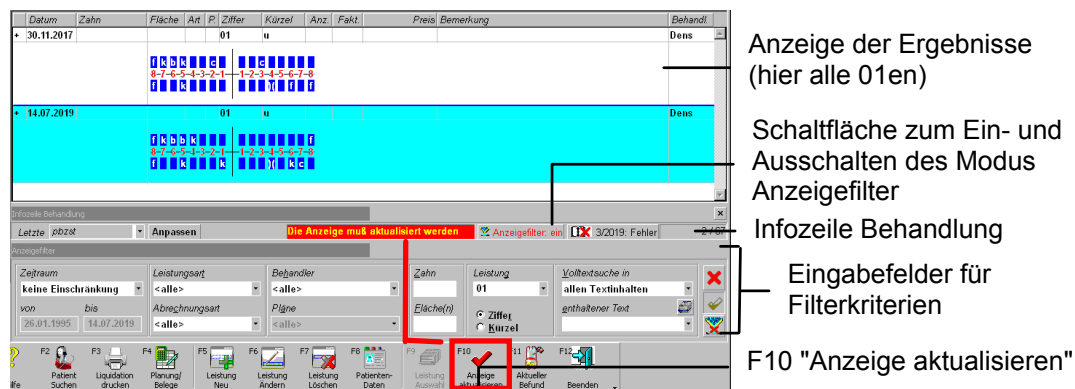 Datum Zahn Fläche Art P. Ziffer Kürzel Anz. Fakt. Preis Bemerkung Behandl.
+ 30.11.2017 01 u Dens
f k b k c c
8-7-6-5-4-3-2-1 1-2-3-4-5-6-7-8
f k )( f f
+ 14.07.2019 01 u Dens
f k b b k f
8-7-6-5-4-3-2-1 1-2-3-4-5-6-7-8
f k k )( k c
Anzeige der Ergebnisse
(hier alle 01en)
Schaltfläche zum Ein- und
Ausschalten des Modus
Anzeigefilter
Infozeile Behandlung
Letzte pbzst Anpassen Die Anzeige muß aktualisiert werden Anzeigefilter: ein 3/2019: Fehler 2 / 67
Infozeile Behandlung
Anzeigefilter
Zeitraum Leistungsart Behandler Zahn Leistung Volltextsuche in
keine Einschränkung <alle> <alle> 01 allen Textinhalten
von bis Abrechnungsart Pläne Fläche(n) Ziffer enthaltener Text
26.01.1995 14.07.2019 <alle> <alle> Kürzel
Eingabefelder für
Filterkriterien
F2 F3 F4 F5 F6 F7 F8 F9 F10 F11 F12
lfe Patient Liquidation Planung/ Leistung Leistung Leistung Patienten- Leistung Anzeige Aktueller
Suchen drucken Belege Neu Ändern Löschen Daten Auswahl aktualisieren Befund Beenden
F10 "Anzeige aktualisieren"